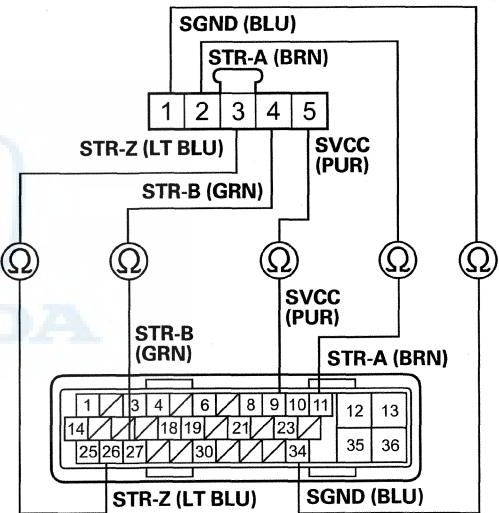 SGND (BLU)
STR-A (BRN)
1 2 3 4 5
STR-Z (LT BLU)
SVCC
(PUR)
STR-B (GRN)
Ω Ω Ω Ω Ω
SVCC
(PUR)
STR-B
(GRN)
STR-A (BRN)
1 3 4 6 8 9 10 11 12 13
14 18 19 21 23
25 26 27 30 34 35 36
STR-Z (LT BLU)
SGND (BLU)